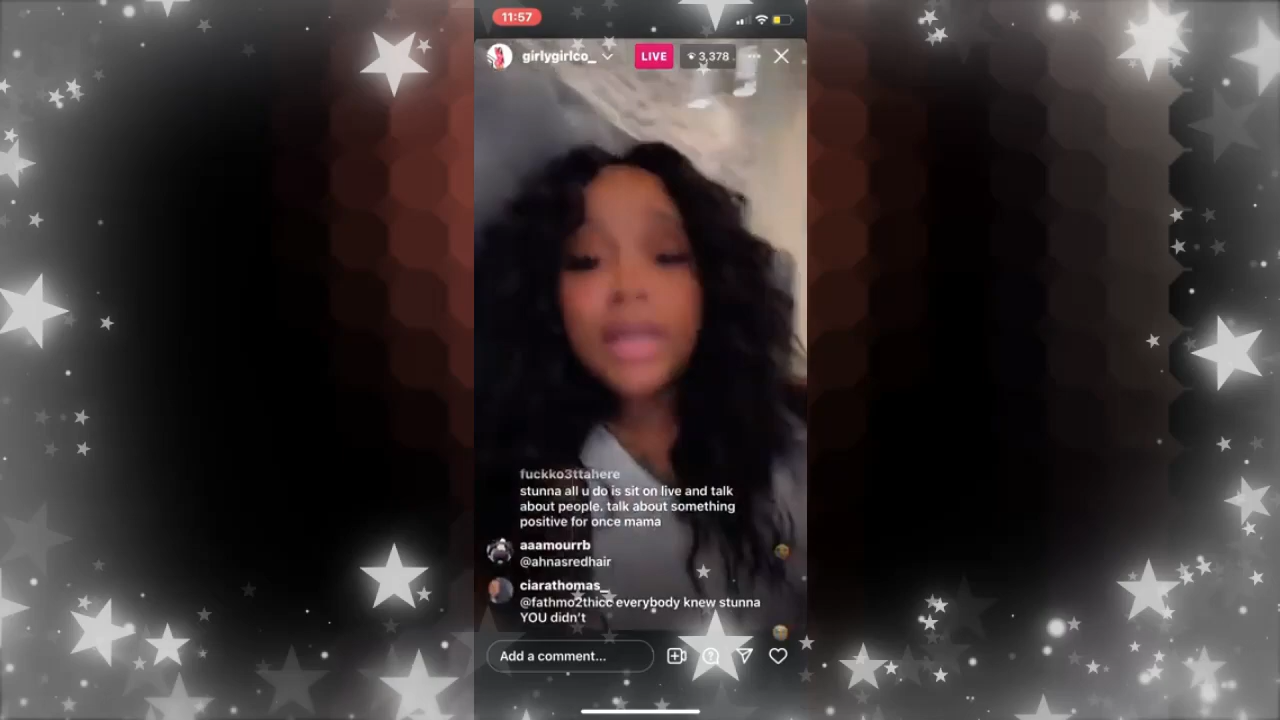 11:57
girlygirlco_
LIVE
3,378
fuckko3ttahere
stunna all u do is sit on live and talk
about people. talk about something
positive for once mama
aaamourrb
@ahnasredhair
ciarathomas_
@fathmo2thicc everybody knew stunna
YOU didn't
Add a comment...